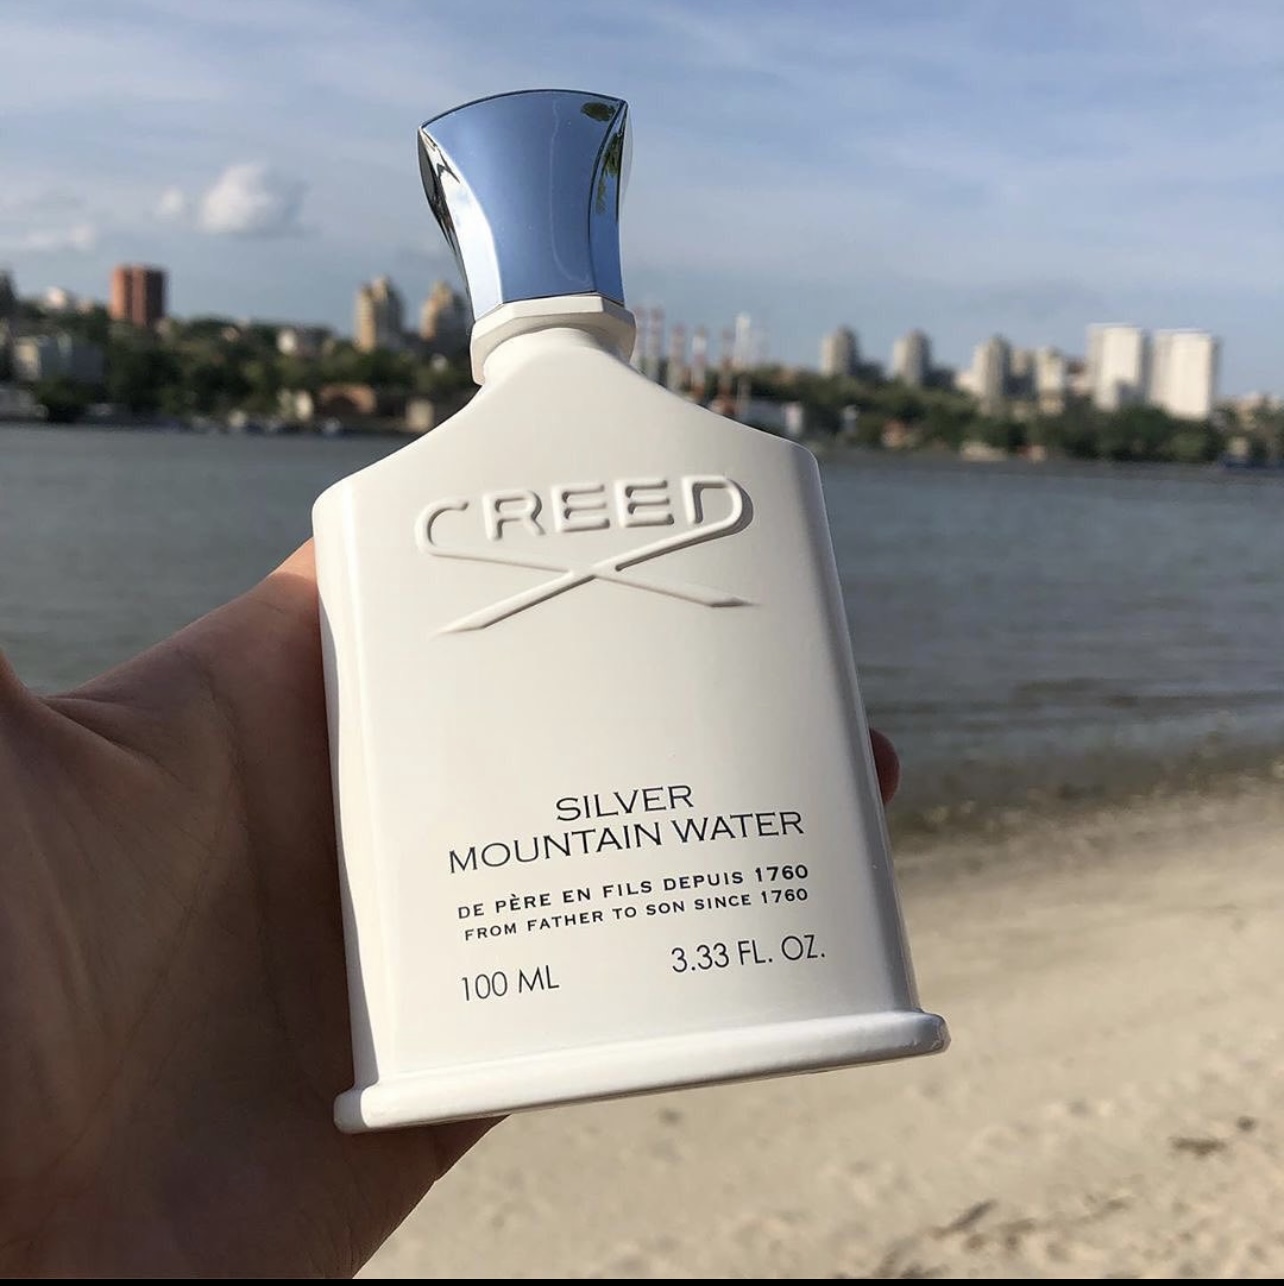 CREED
SILVER
MOUNTAIN WATER
DE PÈRE EN FILS DEPUIS 1760
FROM FATHER TO SON SINCE 1760
100 ML 3.33 FL. OZ.